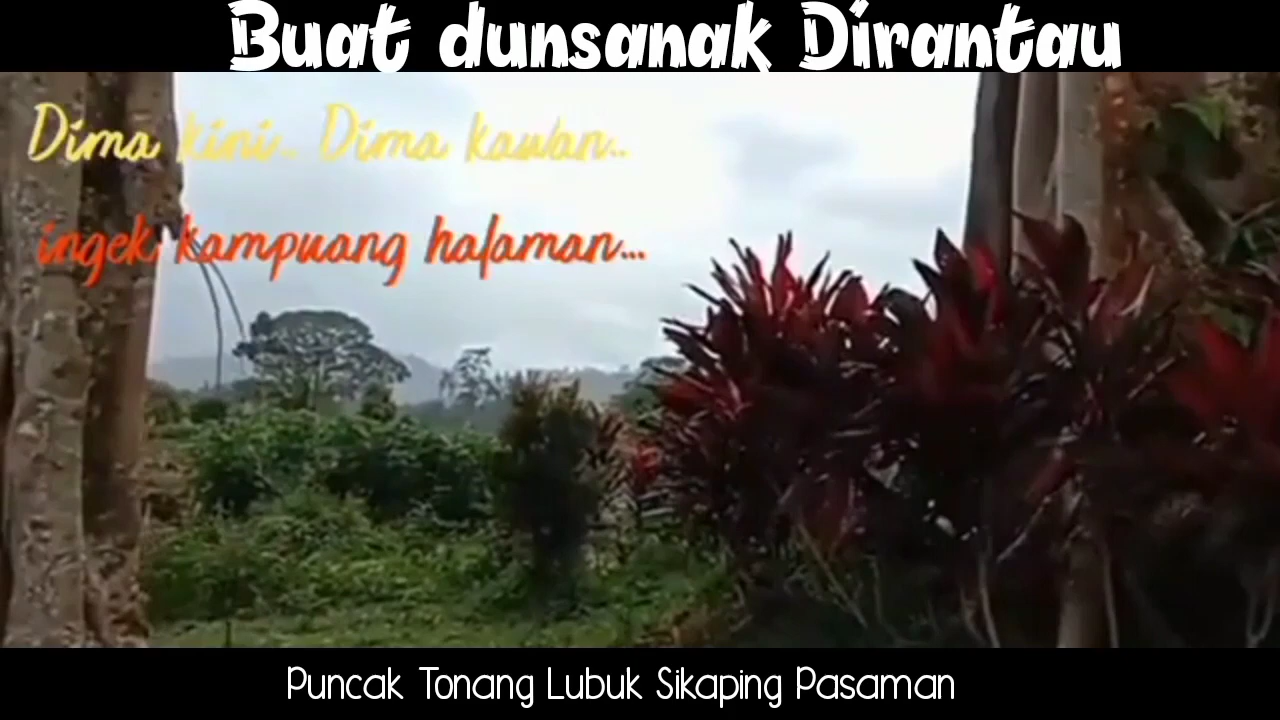 Buat dunsanak Dirantau
Dima kini.. Dima kawan..
ingek kampuang halaman...
Puncak Tonang Lubuk Sikaping Pasaman